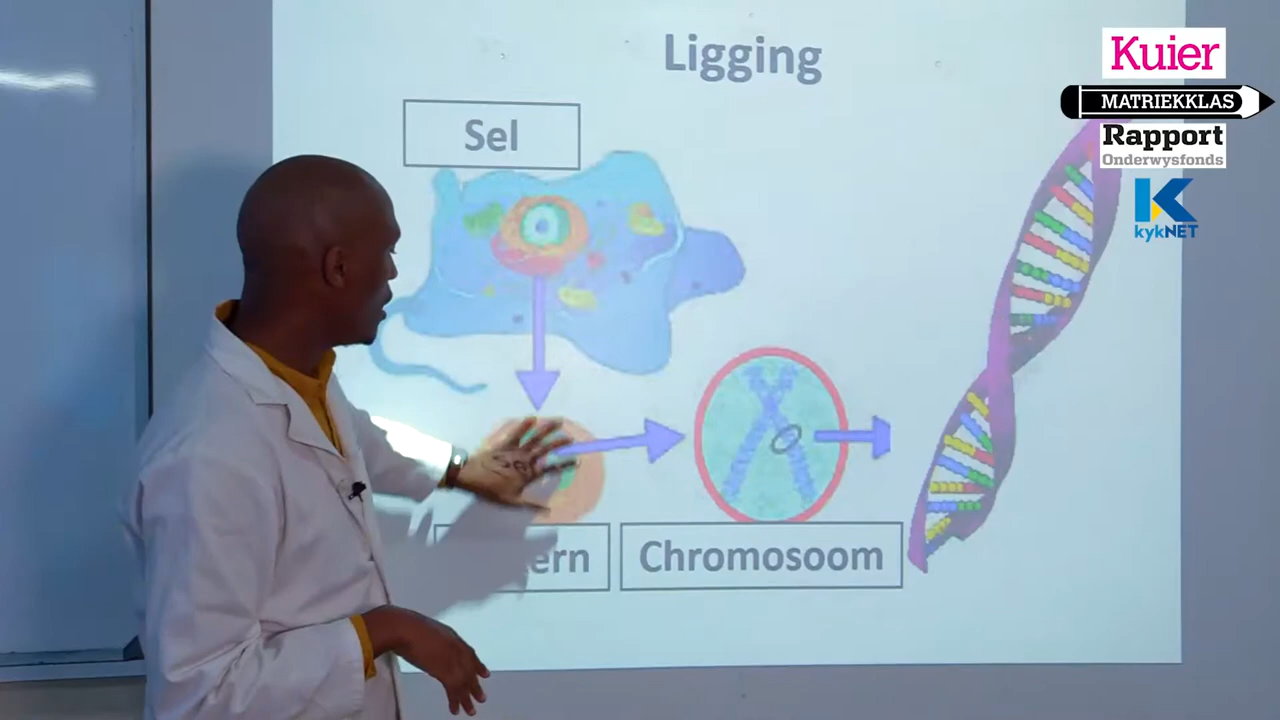 Ligging
Sel
Chromosoom
Kuier
MATRIEKKLAS
Rapport
Onderwysfonds
kykNET